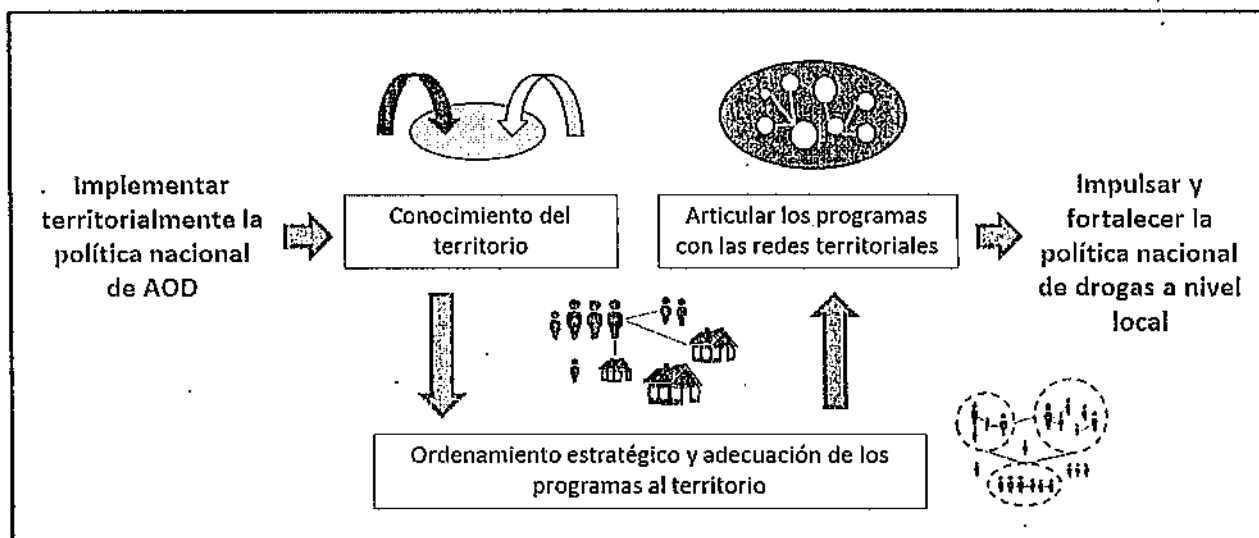 Implementar
territorialmente la
política nacional
de AOD
Conocimiento del
territorio
Articular los programas
con las redes territoriales
Impulsar y
fortalecer la
política nacional
de drogas a nivel
local
Ordenamiento estratégico y adecuación de los
programas al territorio